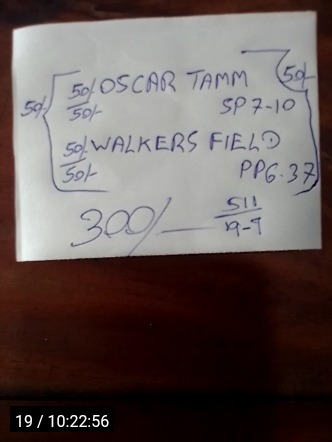 50/- 50/- OSCAR TAMM 50/-
50/- SP 7-10
50/- WALKERS FIELD
50/- PP 6.37
300/- 511
19-9
19 / 10:22:56